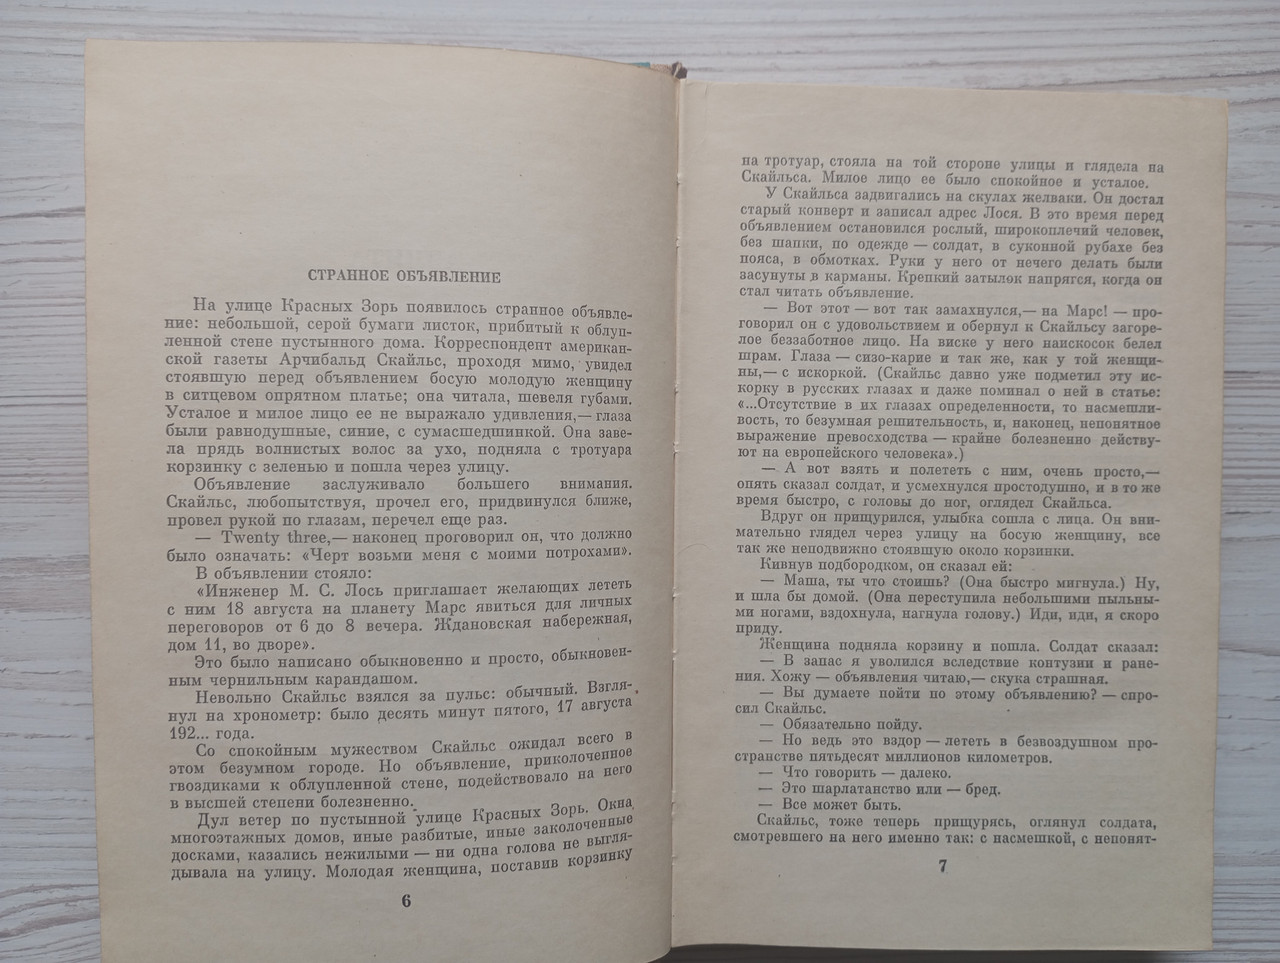 СТРАННОЕ ОБЪЯВЛЕНИЕ
На улице Красных Зорь появилось странное объявле-
ние: небольшой, серой бумаги листок, прибитый к облуп-
ленной стене пустынного дома. Корреспондент американ-
ской газеты Арчибальд Скайльс, проходя мимо, увидел
стоявшую перед объявлением босую молодую женщину
в ситцевом опрятном платье; она читала, шевеля губами.
Усталое и милое лицо ее не выражало удивления,— глаза
были равнодушные, синие, с сумасшедшинкой. Она заве-
ла прядь волнистых волос за ухо, подняла с тротуара
корзинку с зеленью и пошла через улицу.
Объявление заслуживало большего внимания.
Скайльс, любопытствуя, прочел его, придвинулся ближе,
провел рукой по глазам, перечел еще раз.
— Twenty three,— наконец проговорил он, что должно
было означать: «Черт возьми меня с моими потрохами».
В объявлении стояло:
«Инженер М. С. Лось приглашает желающих лететь
с ним 18 августа на планету Марс явиться для личных
переговоров от 6 до 8 вечера. Ждановская набережная,
дом 11, во дворе».
Это было написано обыкновенно и просто, обыкновен-
ным чернильным карандашом.
Невольно Скайльс взялся за пульс: обычный. Взгля-
нул на хронометр: было десять минут пятого, 17 августа
192... года.
Со спокойным мужеством Скайльс ожидал всего в
этом безумном городе. Но объявление, приколоченное
гвоздиками к облупленной стене, подействовало на него
в высшей степени болезненно.
Дул ветер по пустынной улице Красных Зорь. Окна
многоэтажных домов, иные разбитые, иные заколоченные
досками, казались нежилыми — ни одна голова не выгля-
дывала на улицу. Молодая женщина, поставив корзинку
6
на тротуар, стояла на той стороне улицы и глядела на
Скайльса. Милое лицо ее было спокойное и усталое.
У Скайльса задвигались на скулах желваки. Он достал
старый конверт и записал адрес Лося. В это время перед
объявлением остановился рослый, широкоплечий человек,
без шапки, по одежде — солдат, в суконной рубахе без
пояса, в обмотках. Руки у него от нечего делать были
засунуты в карманы. Крепкий затылок напрягся, когда он
стал читать объявление.
— Вот этот — вот так замахнулся,— на Марс! — про-
говорил он с удовольствием и обернул к Скайльсу загоре-
лое беззаботное лицо. На виске у него наискосок белел
шрам. Глаза — сизо-карие и так же, как у той женщи-
ны,— с искоркой. (Скайльс давно уже подметил эту ис-
корку в русских глазах и даже поминал о ней в статье:
«...Отсутствие в их глазах определенности, то насмешли-
вость, то безумная решительность, и, наконец, непонятное
выражение превосходства — крайне болезненно действу-
ют на европейского человека».)
— А вот взять и полететь с ним, очень просто,—
опять сказал солдат, и усмехнулся простодушно, и в то же
время быстро, с головы до ног, оглядел Скайльса.
Вдруг он прищурился, улыбка сошла с лица. Он вни-
мательно глядел через улицу на босую женщину, все
так же неподвижно стоявшую около корзинки.
Кивнув подбородком, он сказал ей:
— Маша, ты что стоишь? (Она быстро мигнула.) Ну,
и шла бы домой. (Она переступила небольшими пыльны-
ми ногами, вздохнула, нагнула голову.) Иди, иди, я скоро
приду.
Женщина подняла корзину и пошла. Солдат сказал:
— В запас я уволился вследствие контузии и ране-
ния. Хожу — объявления читаю,— скука страшная.
— Вы думаете пойти по этому объявлению? — спро-
сил Скайльс.
— Обязательно пойду.
— Но ведь это вздор — лететь в безвоздушном про-
странстве пятьдесят миллионов километров.
— Что говорить — далеко.
— Это шарлатанство или — бред.
— Все может быть.
Скайльс, тоже теперь прищурясь, оглянул солдата,
смотревшего на него именно так: с насмешкой, с непонят-
7